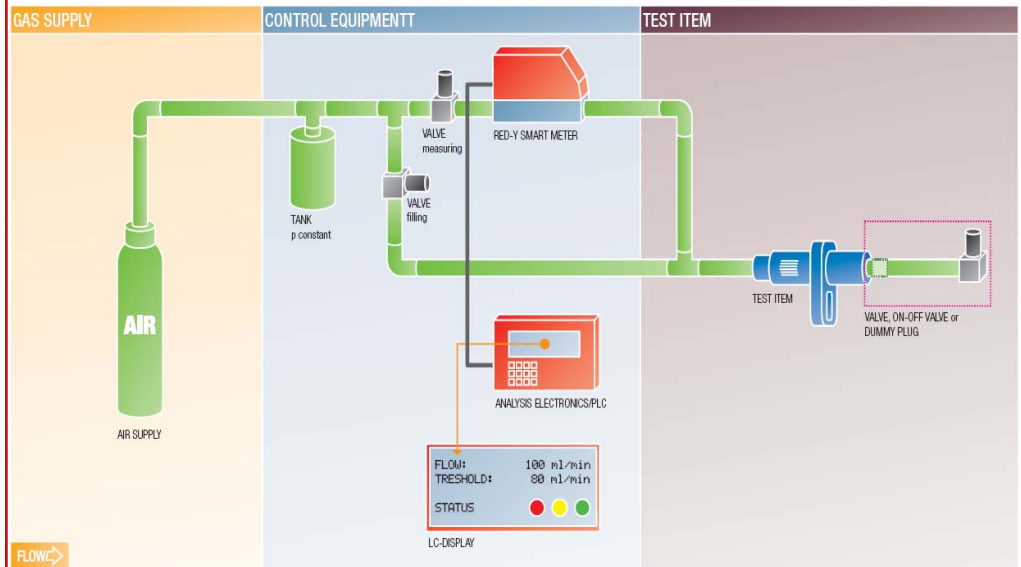 GAS SUPPLY
CONTROL EQUIPMENTT
TEST ITEM
VALVE
measuring
RED-Y SMART METER
TANK
p constant
VALVE
filling
AIR
TEST ITEM
VALVE, ON-OFF VALVE or
DUMMY PLUG
ANALYSIS ELECTRONICS/PLC
AIR SUPPLY
FLOW: 100 ml/min
TRESHOLD: 80 ml/min
STATUS
LC-DISPLAY
FLOW